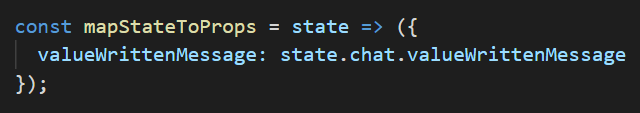 const mapStateToProps = state => ({
  valueWrittenMessage: state.chat.valueWrittenMessage
});